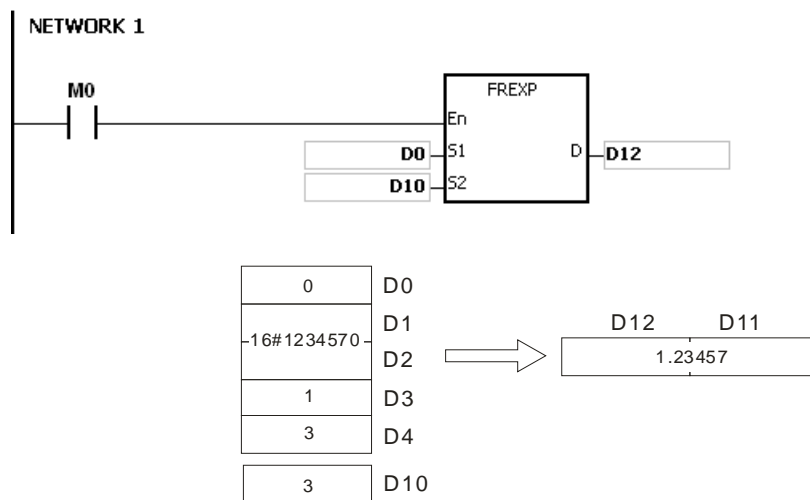 NETWORK 1
M0
FREXP
En
D0 S1 D D12
D10 S2
0 D0
D1
16#1234570
D2
1 D3
3 D4
3 D10
D12 D11
1.23457